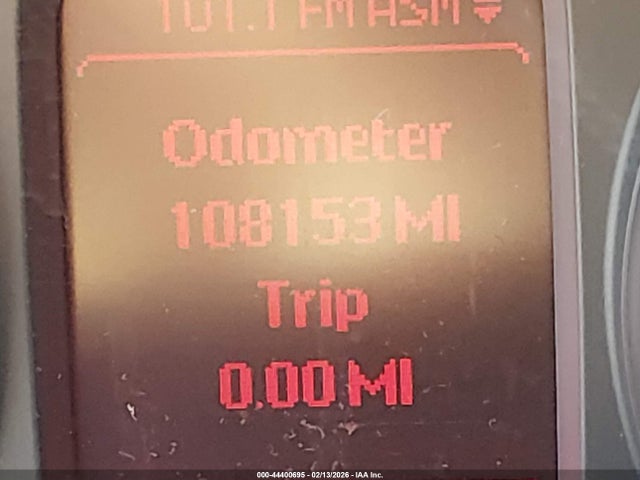 101.1 FM ASM
Odometer
108153 MI
Trip
0.00 MI
000-44400695 - 02/13/2026 - IAA Inc.